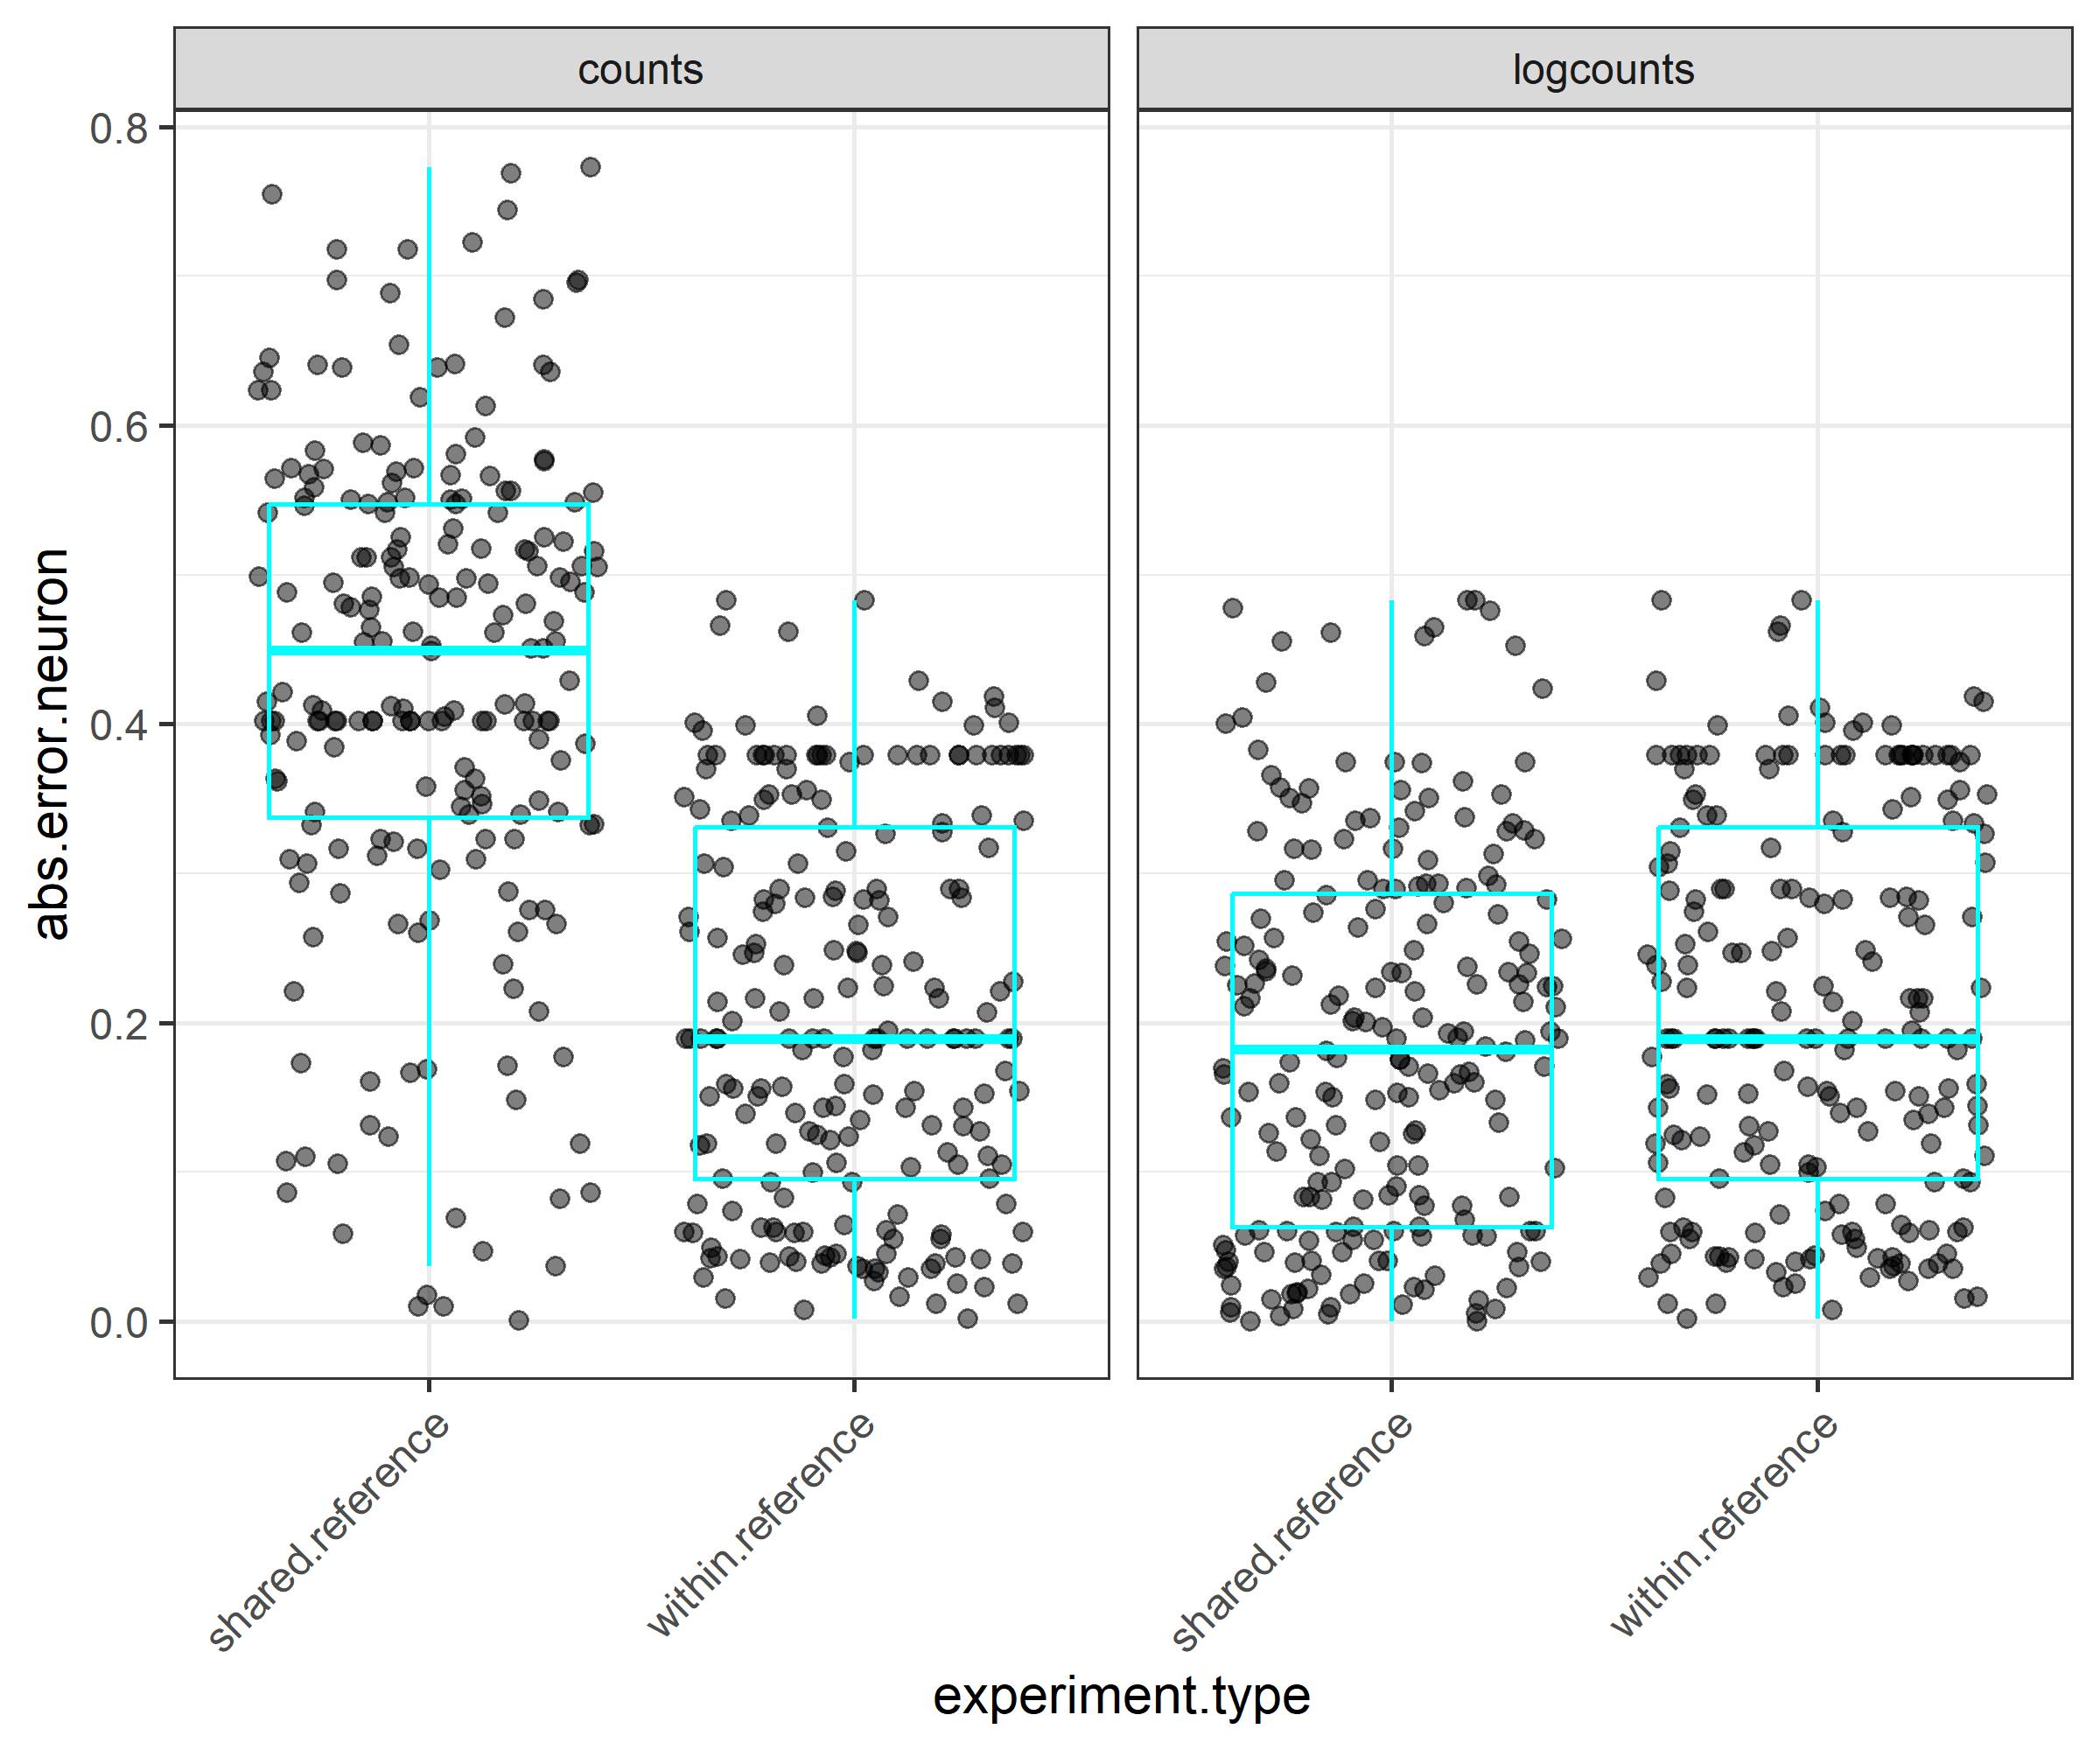 counts
logcounts
abs.error.neuron
0.8
0.6
0.4
0.2
0.0
shared.reference
within.reference
shared.reference
within.reference
experiment.type